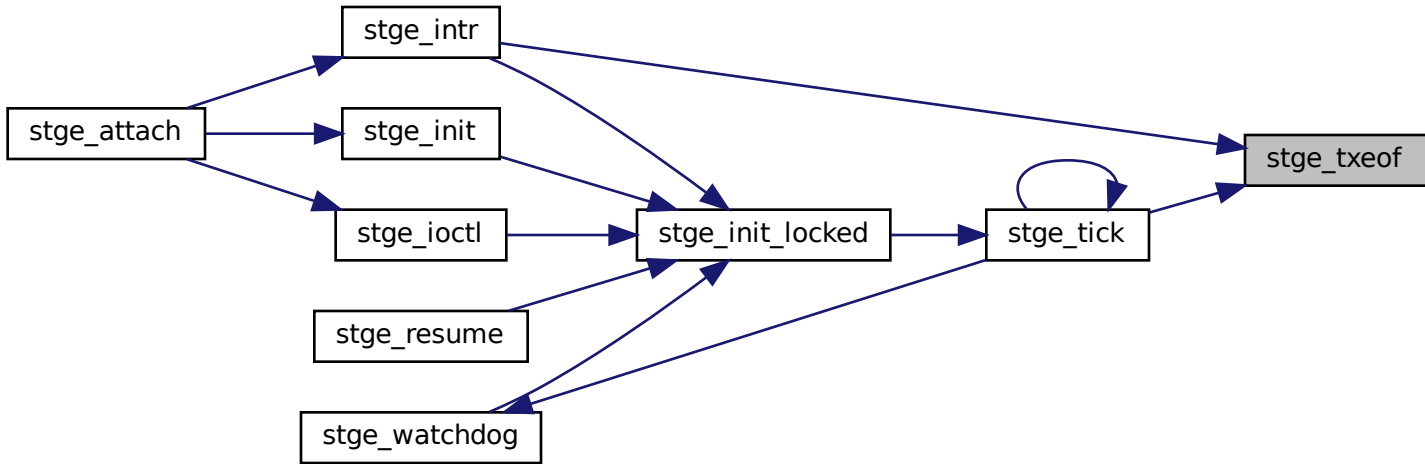 stge_intr
stge_attach
stge_init
stge_txeof
stge_ioctl
stge_init_locked
stge_tick
stge_resume
stge_watchdog